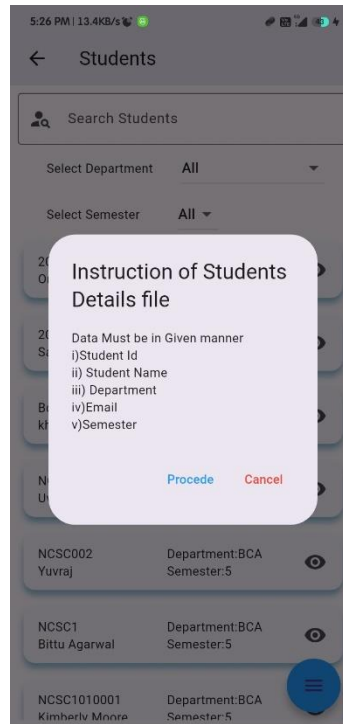 5:26 PM | 13.4KB/s
Students
Search Students
Select Department All
Select Semester All
Instruction of Students
Details file
Data Must be in Given manner
i)Student Id
ii) Student Name
iii) Department
iv)Email
v)Semester
Procede Cancel
NCSC002 Department:BCA
Yuvraj Semester:5
NCSC1 Department:BCA
Bittu Agarwal Semester:5
NCSC1010001 Department:BCA
Kimberly Moore Semester:5